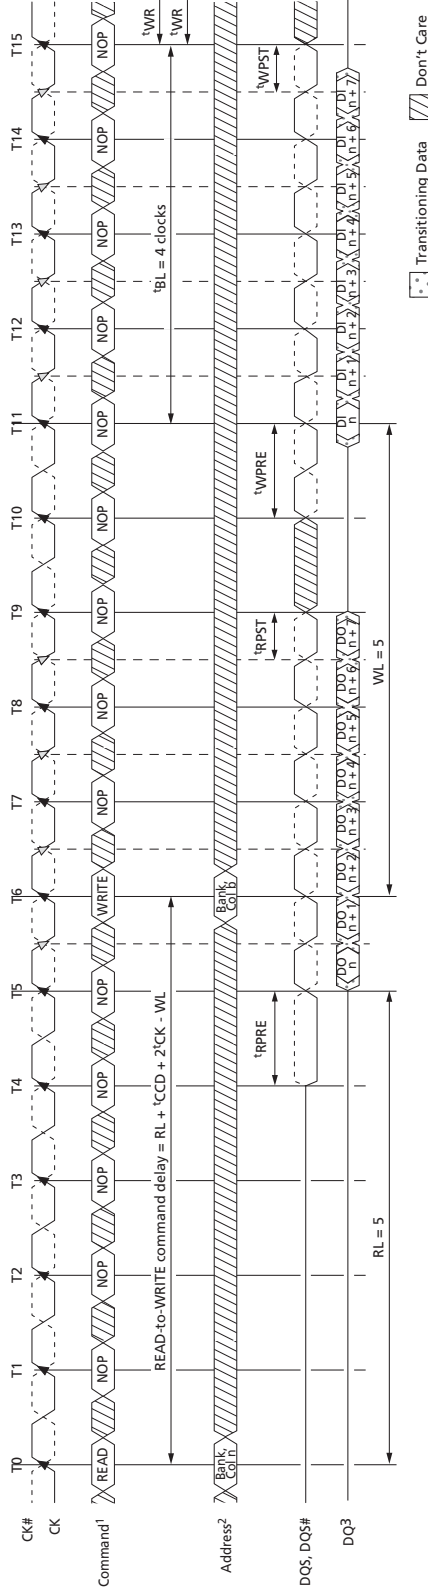 T0 T1 T2 T3 T4 T5 T6 T7 T8 T9 T10 T11 T12 T13 T14 T15
CK#
CK
Command1 READ NOP NOP NOP NOP NOP WRITE NOP NOP NOP NOP NOP NOP NOP NOP NOP
tWR
READ-to-WRITE command delay = RL + tCCD + 2tCK - WL tBL = 4 clocks
tWR
Address2 Bank, Col n Bank, Col b
tRPRE tRPST tWPRE tWPST
DQS, DQS#
DQ3 DO n DO n + 1 DO n + 2 DO n + 3 DO n + 4 DO n + 5 DO n + 6 DO n + 7 DI n DI n + 1 DI n + 2 DI n + 3 DI n + 4 DI n + 5 DI n + 6 DI n + 7
RL = 5 WL = 5
Transitioning Data Don't Care